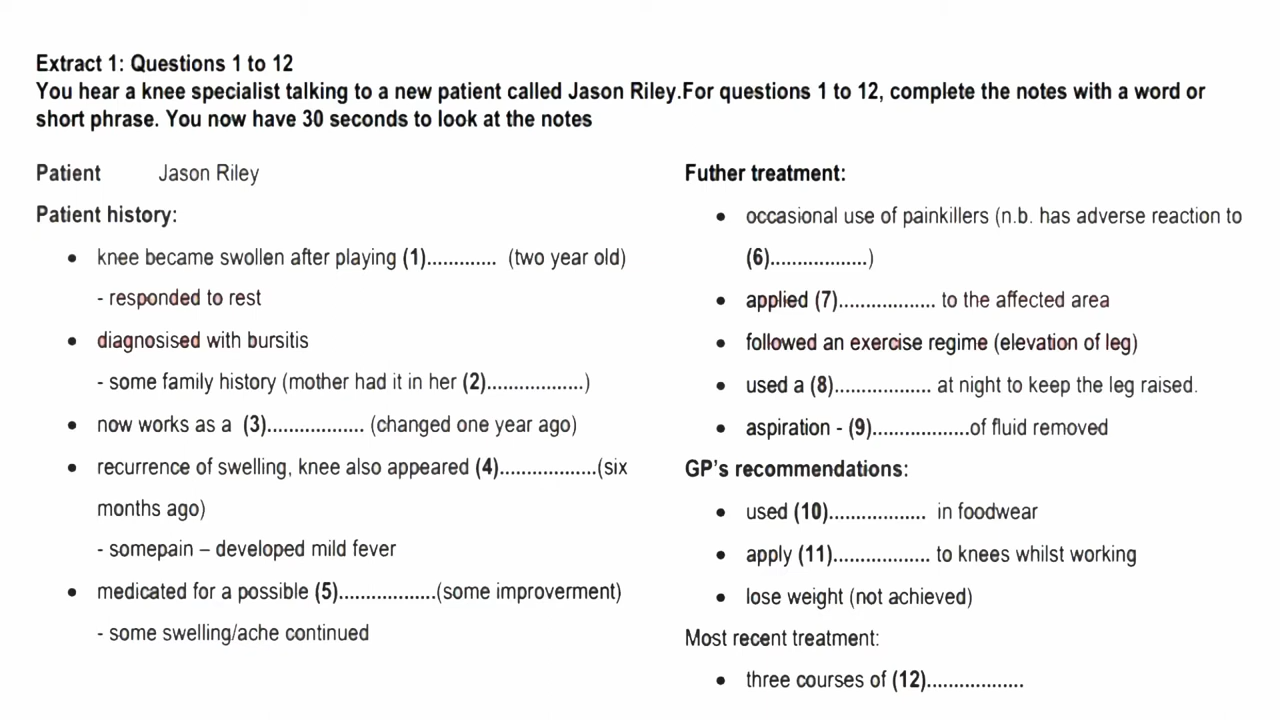 Extract 1: Questions 1 to 12
You hear a knee specialist talking to a new patient called Jason Riley.For questions 1 to 12, complete the notes with a word or
short phrase. You now have 30 seconds to look at the notes
Patient Jason Riley
Patient history:
• knee became swollen after playing (1)............. (two year old)
- responded to rest
• diagnosised with bursitis
- some family history (mother had it in her (2)..................)
• now works as a (3).................. (changed one year ago)
• recurrence of swelling, knee also appeared (4)..................(six
months ago)
- somepain – developed mild fever
• medicated for a possible (5)..................(some improverment)
- some swelling/ache continued
Futher treatment:
• occasional use of painkillers (n.b. has adverse reaction to
(6)..................)
• applied (7).................. to the affected area
• followed an exercise regime (elevation of leg)
• used a (8).................. at night to keep the leg raised.
• aspiration - (9)..................of fluid removed
GP's recommendations:
• used (10).................. in footwear
• apply (11).................. to knees whilst working
• lose weight (not achieved)
Most recent treatment:
• three courses of (12)..................